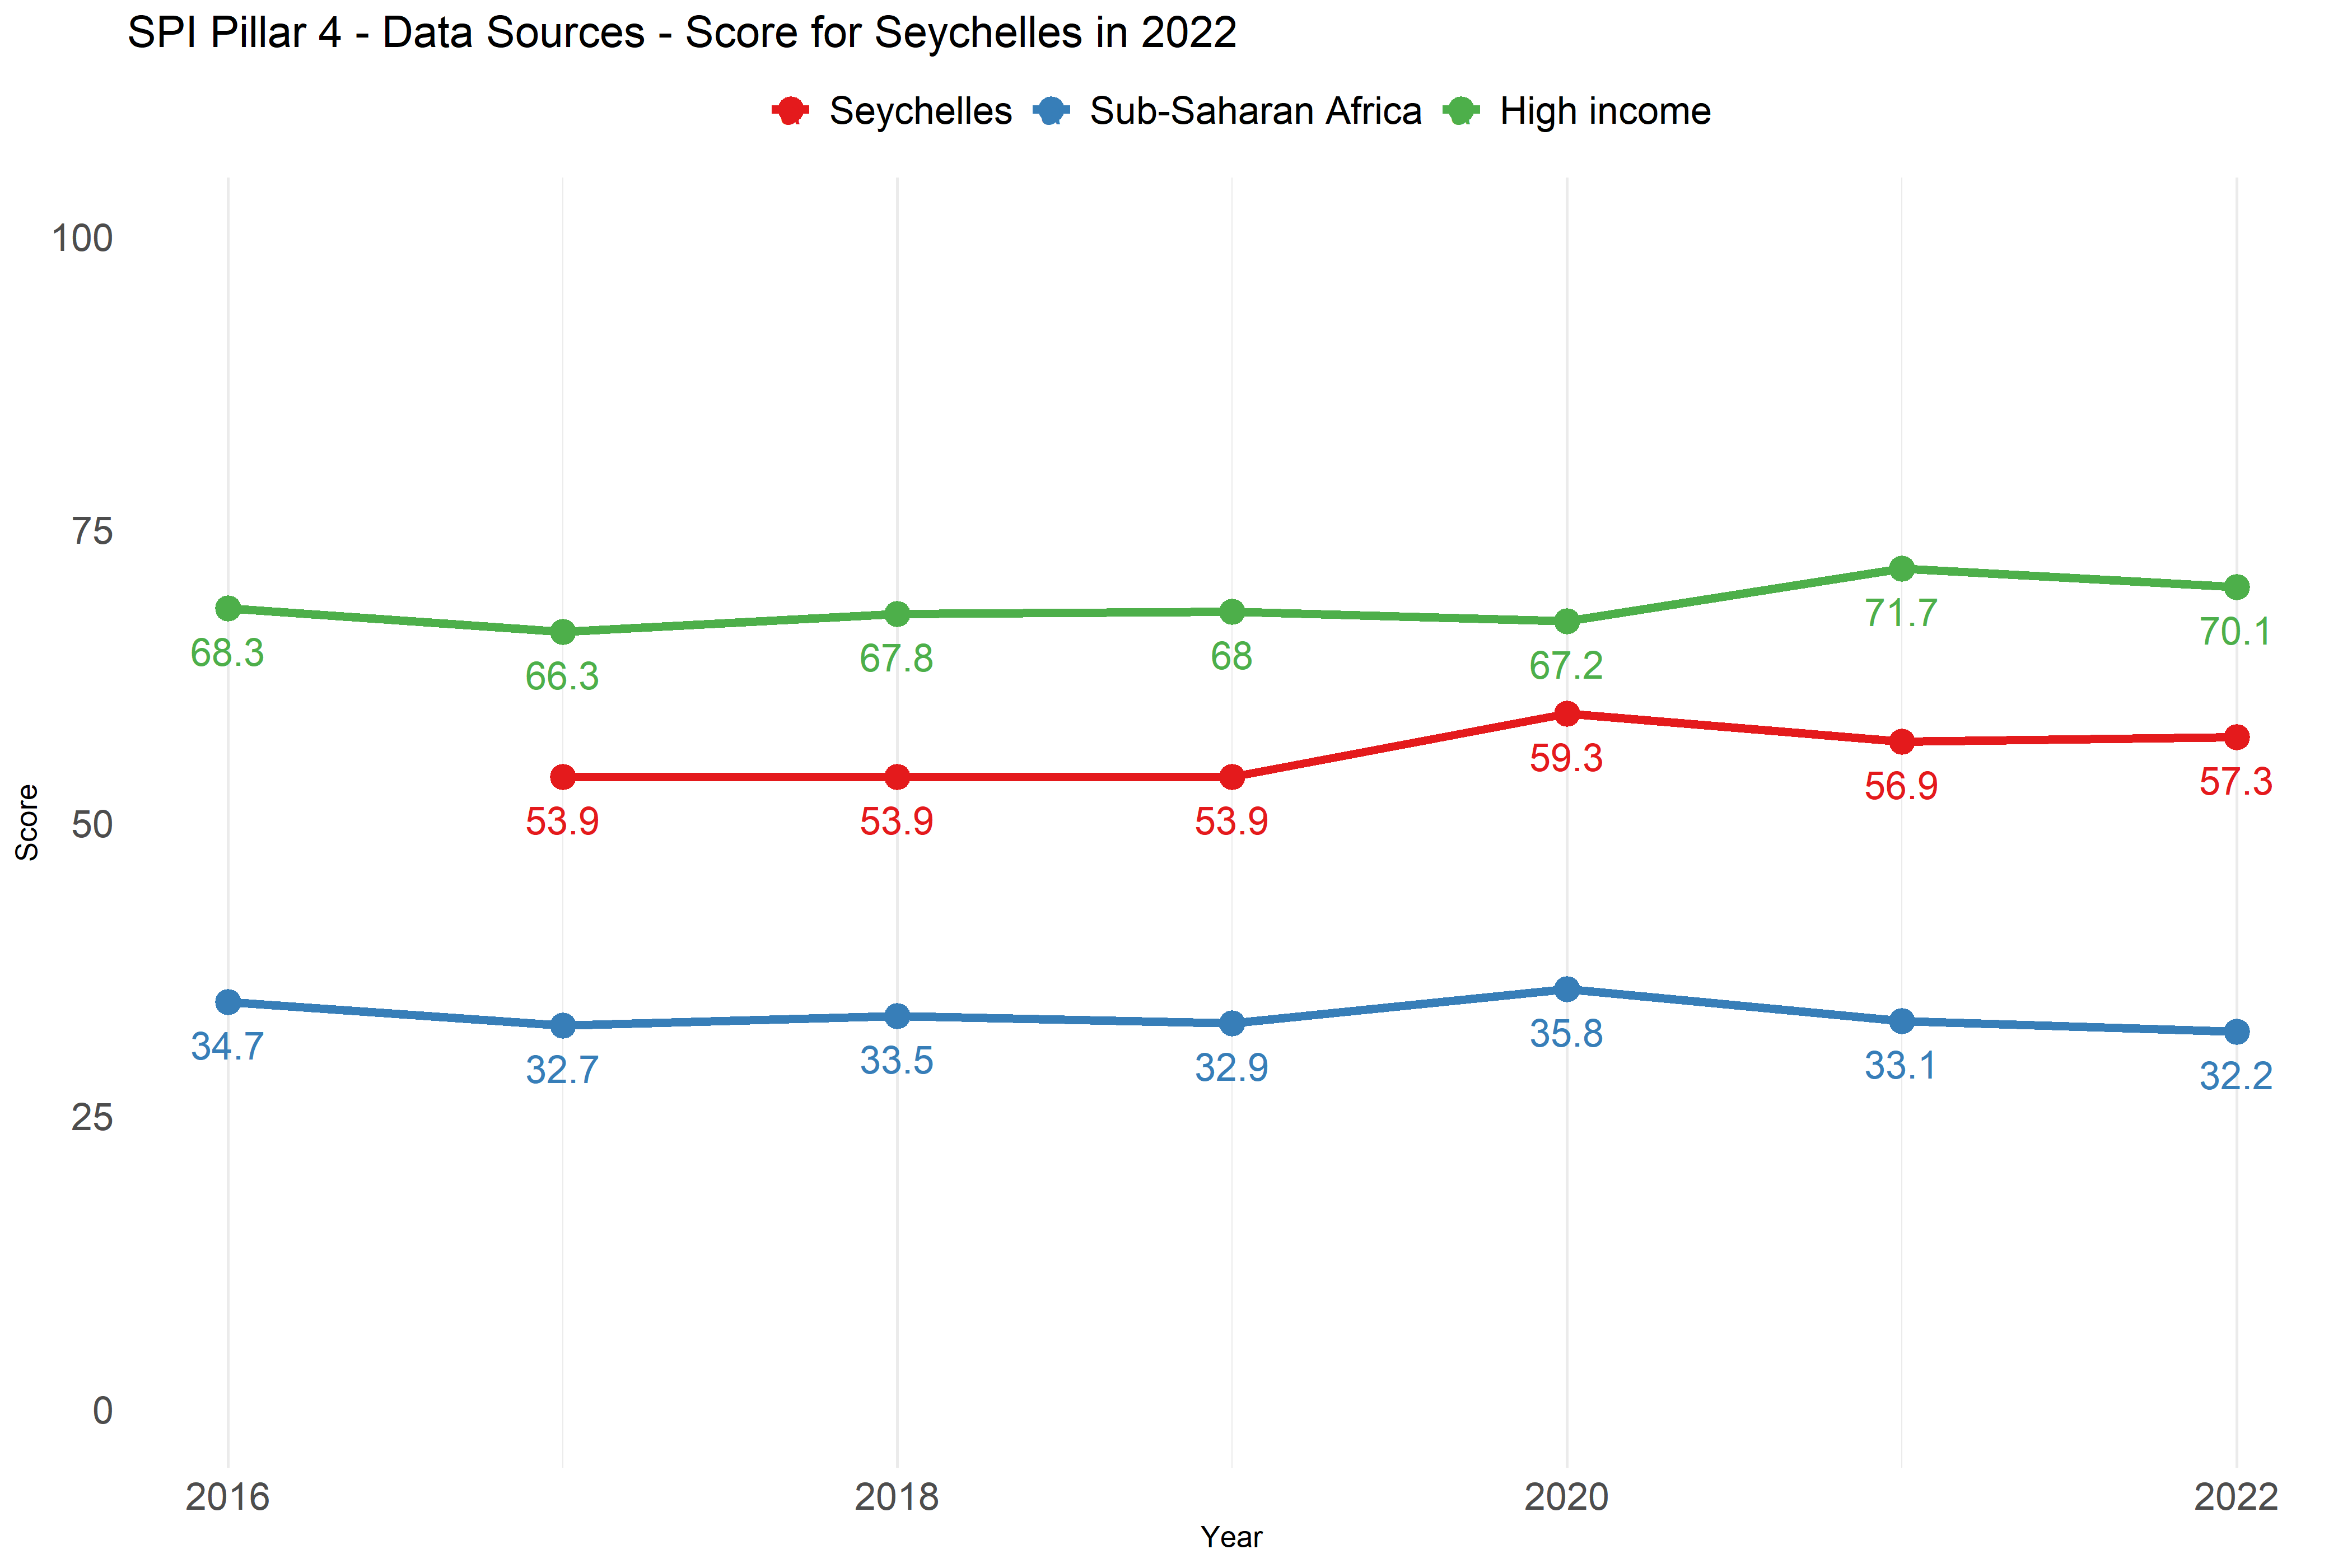 SPI Pillar 4 - Data Sources - Score for Seychelles in 2022
Seychelles Sub-Saharan Africa High income
100
75
50
25
0
Score
68.3 66.3 67.8 68 67.2 71.7 70.1
53.9 53.9 53.9 59.3 56.9 57.3
34.7 32.7 33.5 32.9 35.8 33.1 32.2
2016 2018 2020 2022
Year